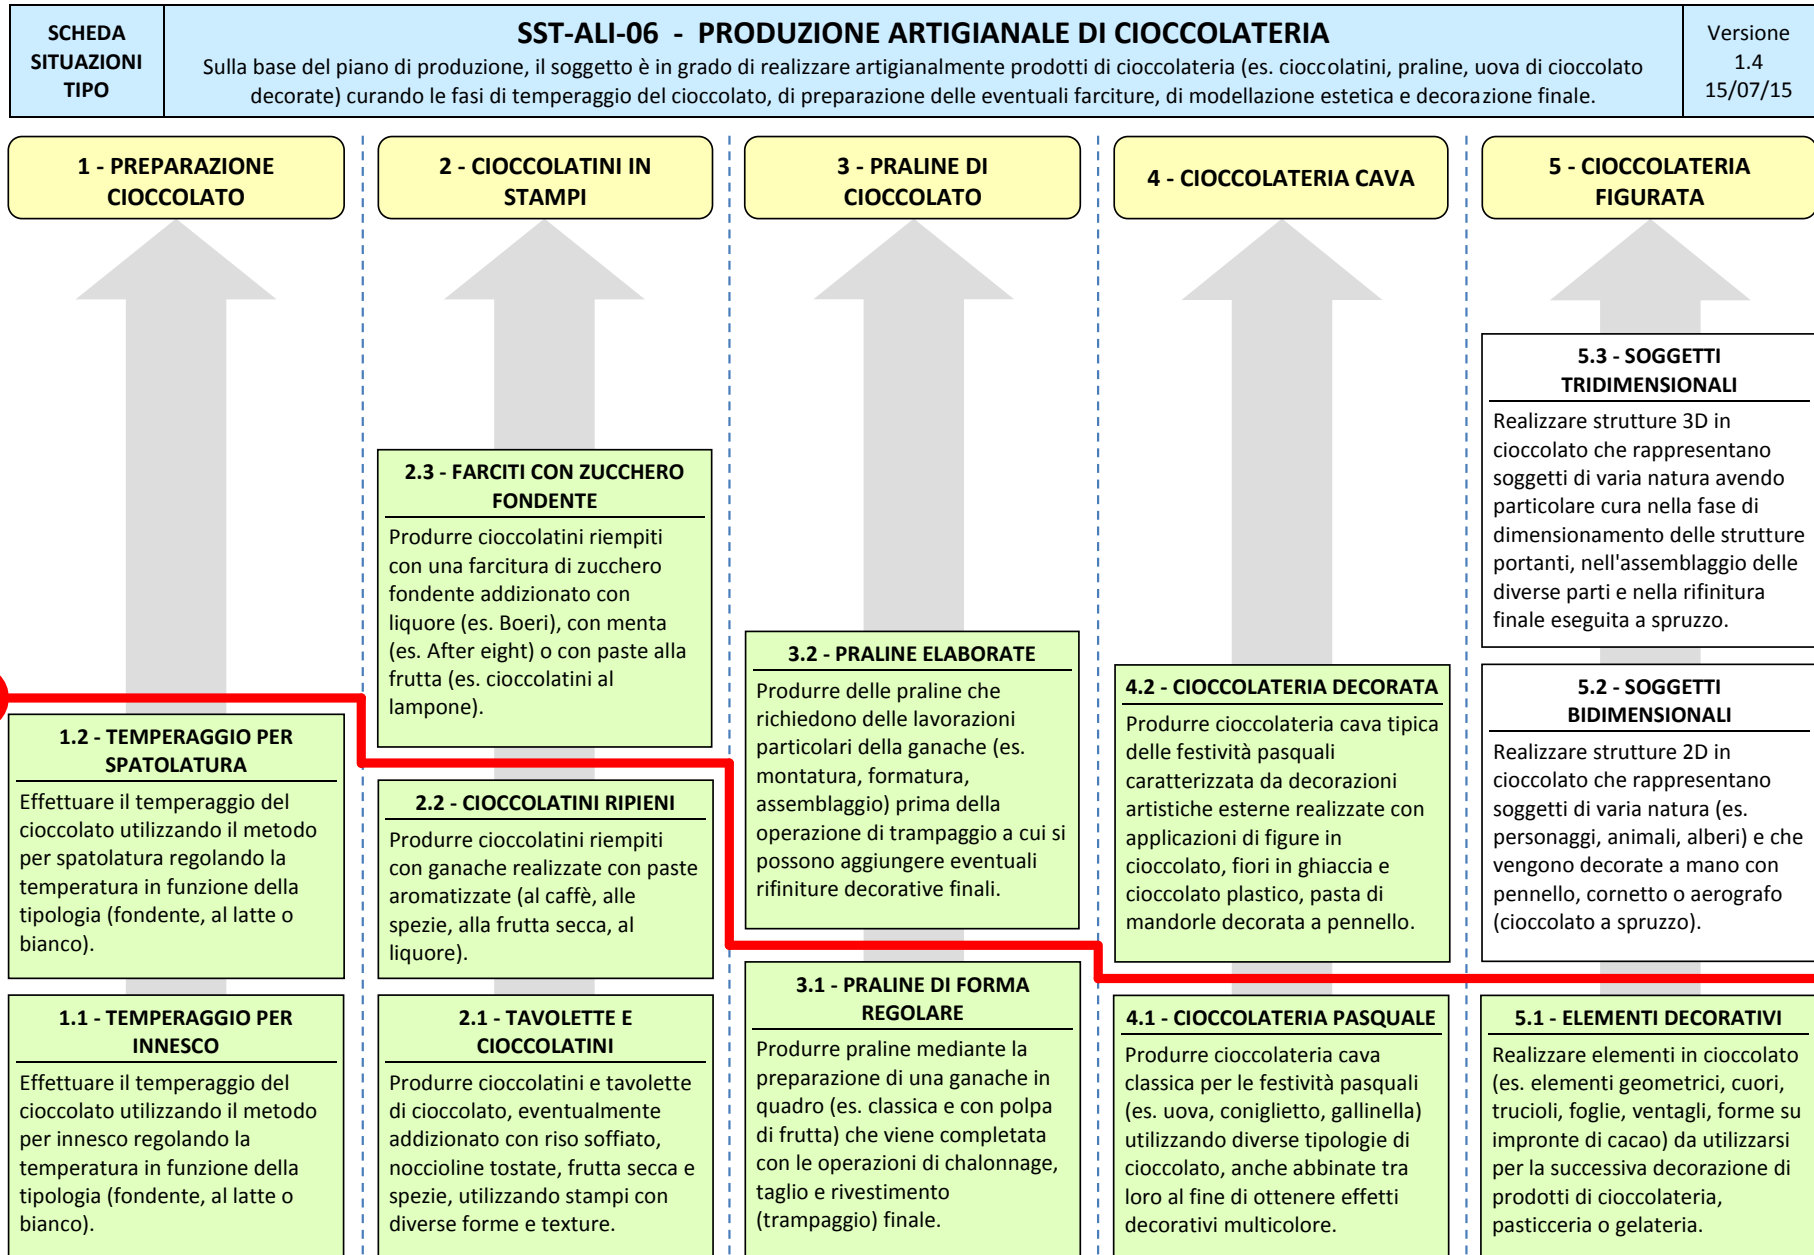 SCHEDA
SITUAZIONI
TIPO
SST-ALI-06 - PRODUZIONE ARTIGIANALE DI CIOCCOLATERIA
Sulla base del piano di produzione, il soggetto è in grado di realizzare artigianalmente prodotti di cioccolateria (es. cioccolatini, praline, uova di cioccolato
decorate) curando le fasi di temperaggio del cioccolato, di preparazione delle eventuali farciture, di modellazione estetica e decorazione finale.
Versione
1.4
15/07/15
1 - PREPARAZIONE
CIOCCOLATO
2 - CIOCCOLATINI IN
STAMPI
3 - PRALINE DI
CIOCCOLATO
4 - CIOCCOLATERIA CAVA
5 - CIOCCOLATERIA
FIGURATA
1.2 - TEMPERAGGIO PER
SPATOLATURA
Effettuare il temperaggio del
cioccolato utilizzando il metodo
per spatolatura regolando la
temperatura in funzione della
tipologia (fondente, al latte o
bianco).
1.1 - TEMPERAGGIO PER
INNESCO
Effettuare il temperaggio del
cioccolato utilizzando il metodo
per innesco regolando la
temperatura in funzione della
tipologia (fondente, al latte o
bianco).
2.3 - FARCITI CON ZUCCHERO
FONDENTE
Produrre cioccolatini riempiti
con una farcitura di zucchero
fondente addizionato con
liquore (es. Boeri), con menta
(es. After eight) o con paste alla
frutta (es. cioccolatini al
lampone).
2.2 - CIOCCOLATINI RIPIENI
Produrre cioccolatini riempiti
con ganache realizzate con paste
aromatizzate (al caffè, alle
spezie, alla frutta secca, al
liquore).
2.1 - TAVOLETTE E
CIOCCOLATINI
Produrre cioccolatini e tavolette
di cioccolato, eventualmente
addizionato con riso soffiato,
noccioline tostate, frutta secca e
spezie, utilizzando stampi con
diverse forme e texture.
3.2 - PRALINE ELABORATE
Produrre delle praline che
richiedono delle lavorazioni
particolari della ganache (es.
montatura, formatura,
assemblaggio) prima della
operazione di trampaggio a cui si
possono aggiungere eventuali
rifiniture decorative finali.
3.1 - PRALINE DI FORMA
REGOLARE
Produrre praline mediante la
preparazione di una ganache in
quadro (es. classica e con polpa
di frutta) che viene completata
con le operazioni di chalonnage,
taglio e rivestimento
(trampaggio) finale.
4.2 - CIOCCOLATERIA DECORATA
Produrre cioccolateria cava tipica
delle festività pasquali
caratterizzata da decorazioni
artistiche esterne realizzate con
applicazioni di figure in
cioccolato, fiori in ghiaccia e
cioccolato plastico, pasta di
mandorle decorata a pennello.
4.1 - CIOCCOLATERIA PASQUALE
Produrre cioccolateria cava
classica per le festività pasquali
(es. uova, coniglietto, gallinella)
utilizzando diverse tipologie di
cioccolato, anche abbinate tra
loro al fine di ottenere effetti
decorativi multicolore.
5.3 - SOGGETTI
TRIDIMENSIONALI
Realizzare strutture 3D in
cioccolato che rappresentano
soggetti di varia natura avendo
particolare cura nella fase di
dimensionamento delle strutture
portanti, nell'assemblaggio delle
diverse parti e nella rifinitura
finale eseguita a spruzzo.
5.2 - SOGGETTI
BIDIMENSIONALI
Realizzare strutture 2D in
cioccolato che rappresentano
soggetti di varia natura (es.
personaggi, animali, alberi) e che
vengono decorate a mano con
pennello, cornetto o aerografo
(cioccolato a spruzzo).
5.1 - ELEMENTI DECORATIVI
Realizzare elementi in cioccolato
(es. elementi geometrici, cuori,
trucioli, foglie, ventagli, forme su
impronte di cacao) da utilizzarsi
per la successiva decorazione di
prodotti di cioccolateria,
pasticceria o gelateria.